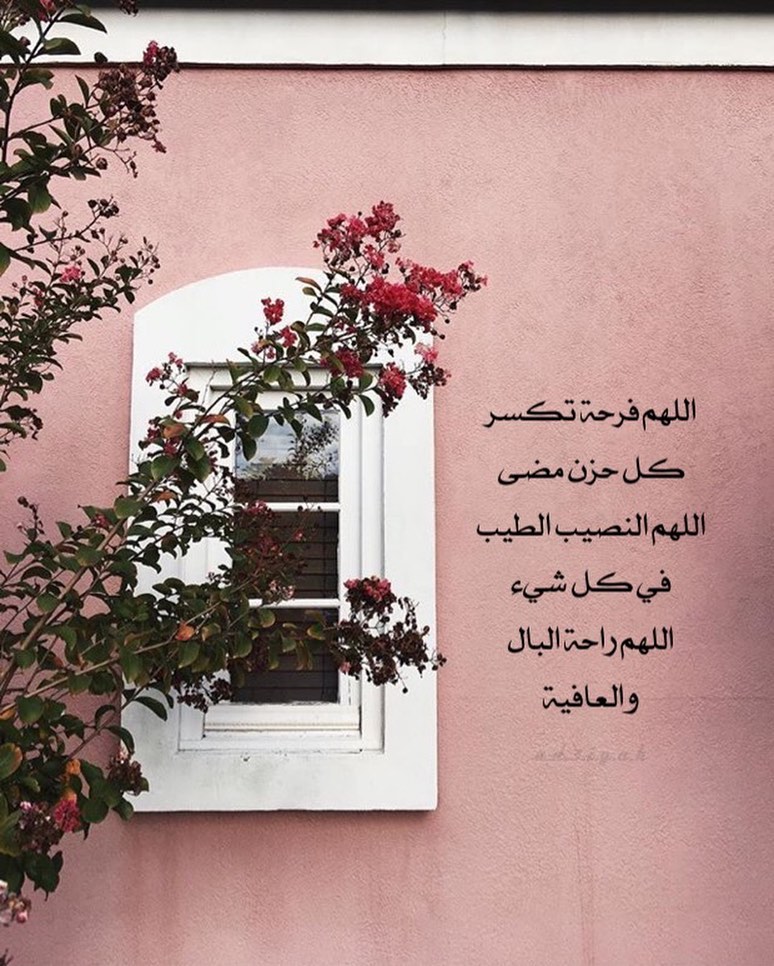 اللهم فرحة تكسر
كل حزن مضى
اللهم النصيب الطيب
في كل شيء
اللهم راحة البال
والعافية